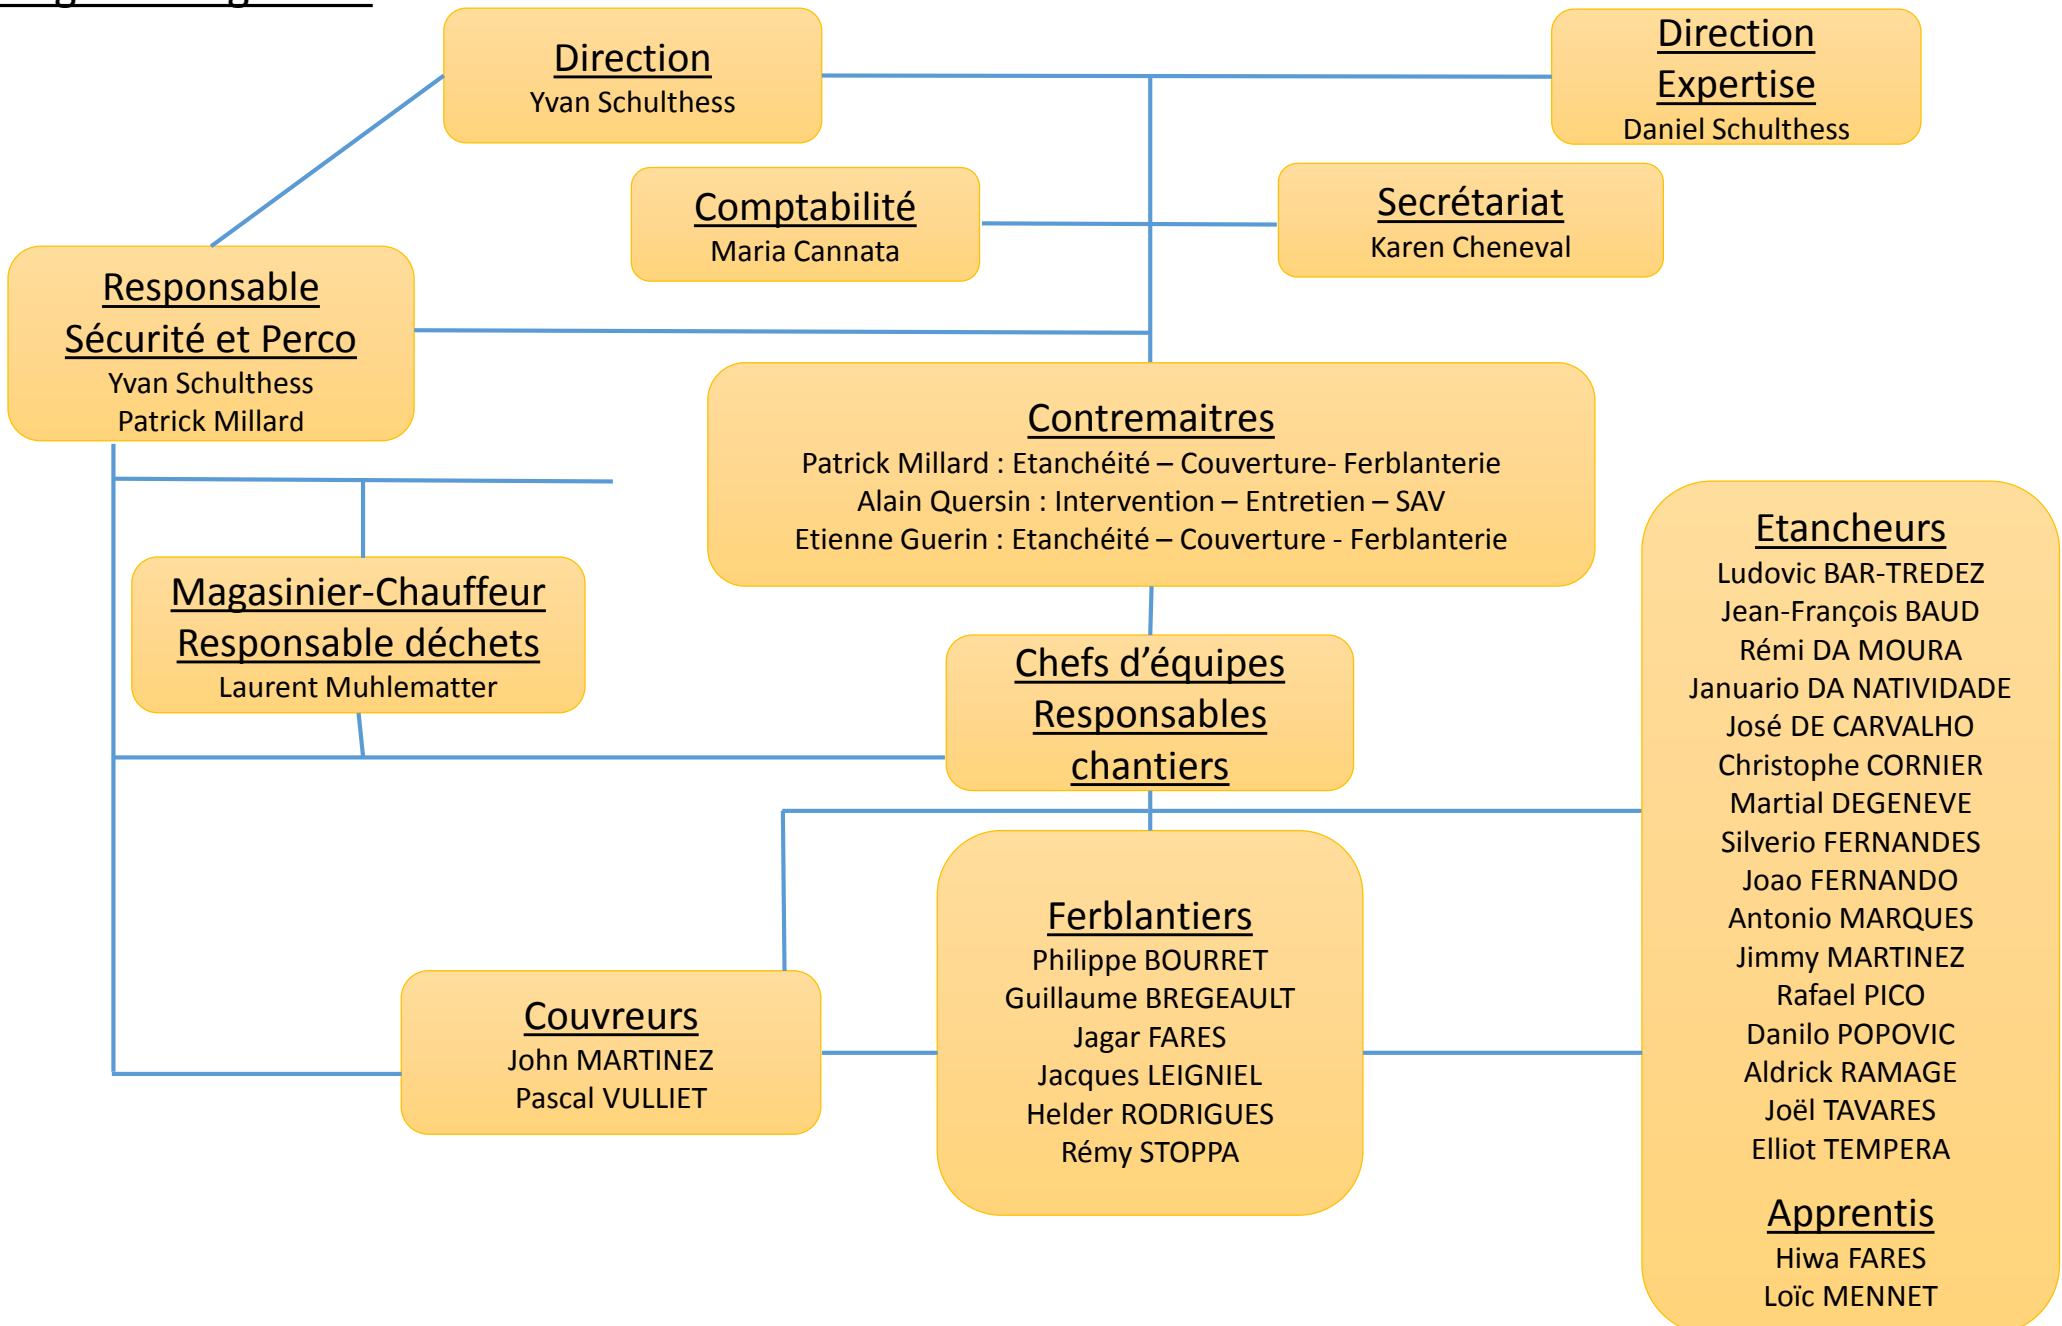 Direction
Yvan Schulthess
Direction
Expertise
Daniel Schulthess
Comptabilité
Maria Cannata
Secrétariat
Karen Cheneval
Responsable
Sécurité et Perco
Yvan Schulthess
Patrick Millard
Contremaitres
Patrick Millard : Etanchéité – Couverture- Ferblanterie
Alain Quersin : Intervention – Entretien – SAV
Etienne Guerin : Etanchéité – Couverture - Ferblanterie
Magasinier-Chauffeur
Responsable déchets
Laurent Muhlematter
Chefs d’équipes
Responsables
chantiers
Etancheurs
Ludovic BAR-TREDEZ
Jean-François BAUD
Rémi DA MOURA
Januario DA NATIVIDADE
José DE CARVALHO
Christophe CORNIER
Martial DEGENEVE
Silverio FERNANDES
Joao FERNANDO
Antonio MARQUES
Jimmy MARTINEZ
Rafael PICO
Danilo POPOVIC
Aldrick RAMAGE
Joël TAVARES
Elliot TEMPERA
Apprentis
Hiwa FARES
Loïc MENNET
Ferblantiers
Philippe BOURRET
Guillaume BREGEAULT
Jagar FARES
Jacques LEIGNIEL
Helder RODRIGUES
Rémy STOPPA
Couvreurs
John MARTINEZ
Pascal VULLIET